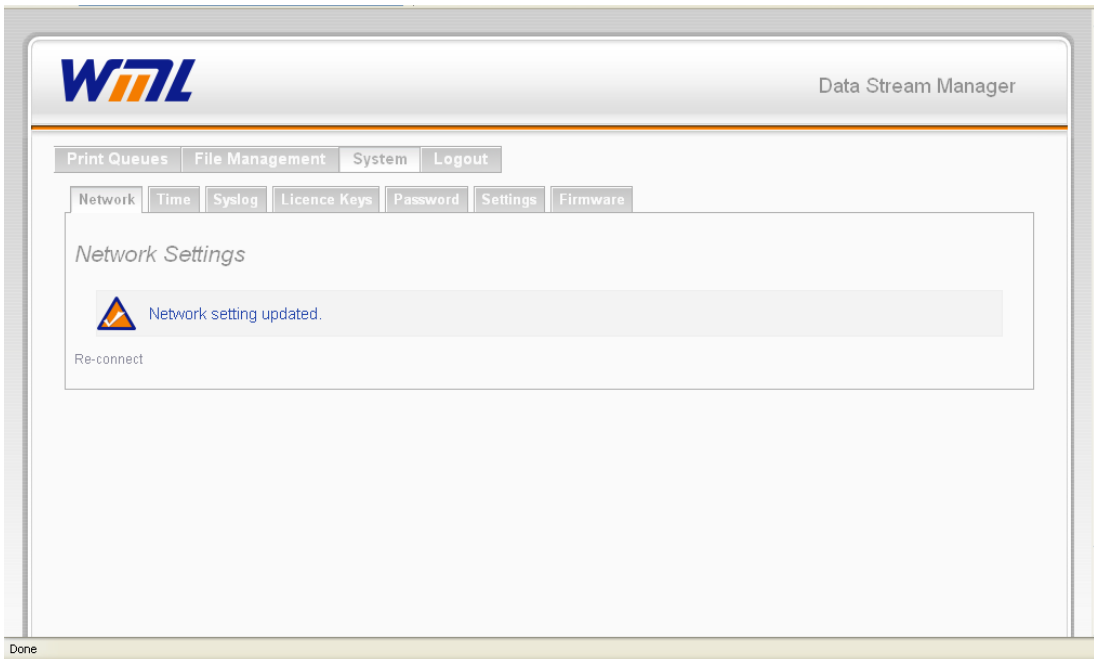 WML
Data Stream Manager
Print Queues File Management System Logout
Network Time Syslog Licence Keys Password Settings Firmware
Network Settings
Network setting updated.
Re-connect
Done